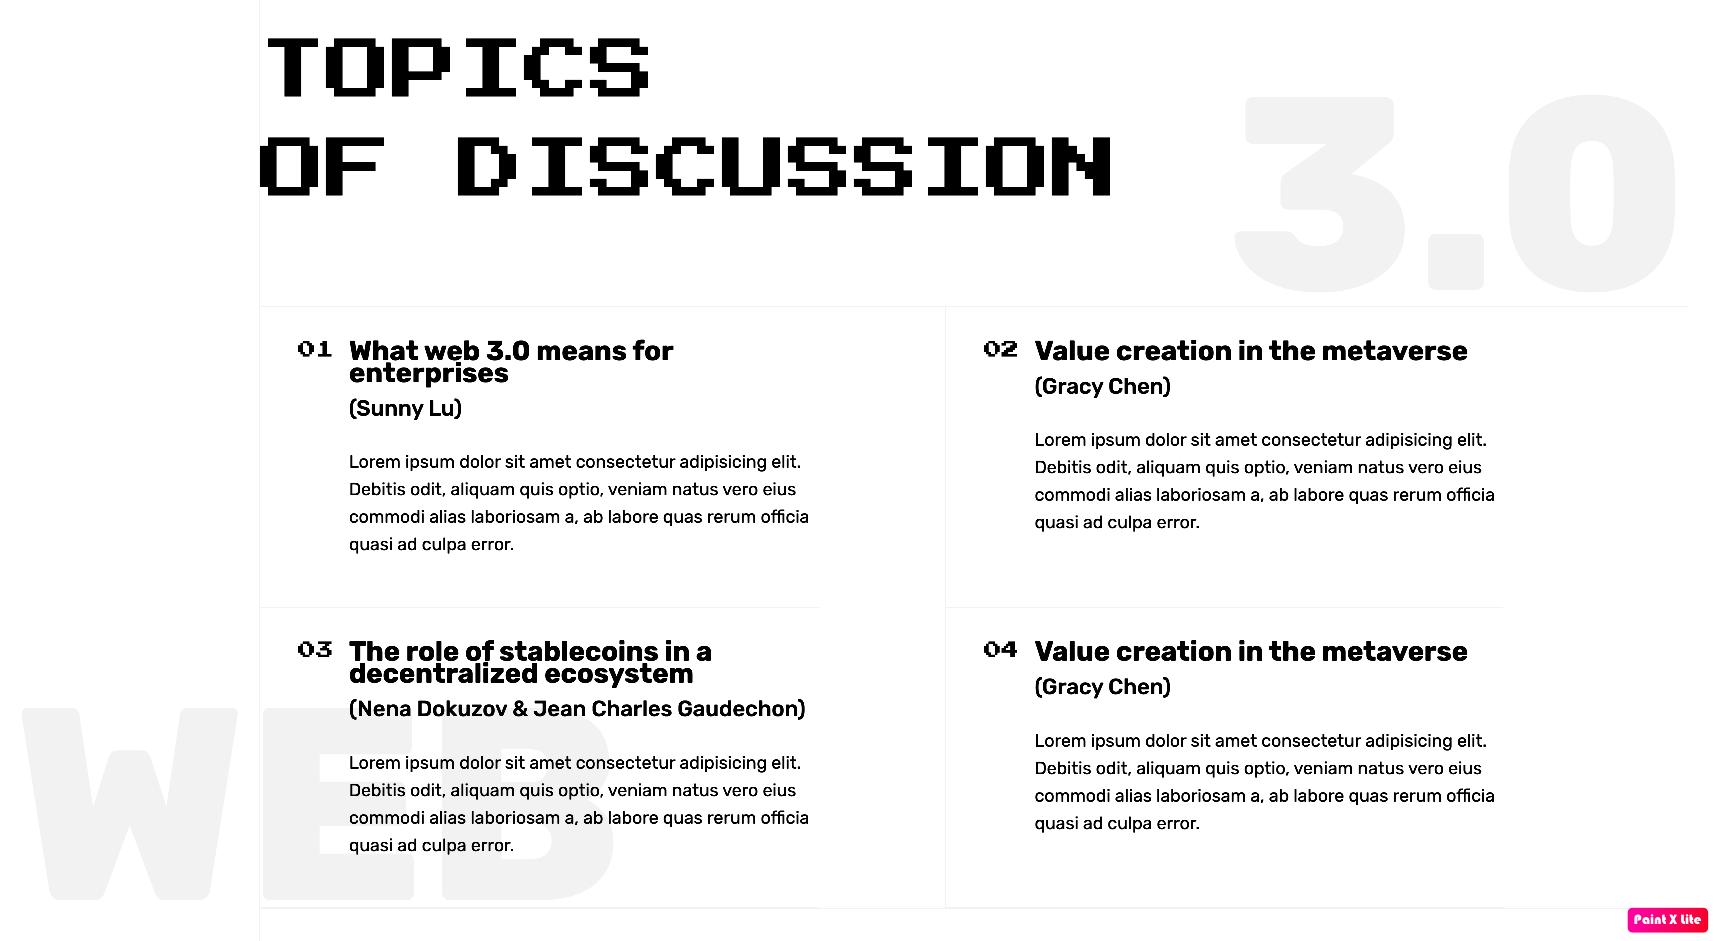 TOPICS
OF DISCUSSION
3.0
01
What web 3.0 means for
enterprises
(Sunny Lu)
Lorem ipsum dolor sit amet consectetur adipisicing elit.
Debitis odit, aliquam quis optio, veniam natus vero eius
commodi alias laboriosam a, ab labore quas rerum officia
quasi ad culpa error.
02
Value creation in the metaverse
(Gracy Chen)
Lorem ipsum dolor sit amet consectetur adipisicing elit.
Debitis odit, aliquam quis optio, veniam natus vero eius
commodi alias laboriosam a, ab labore quas rerum officia
quasi ad culpa error.
03
The role of stablecoins in a
decentralized ecosystem
(Nena Dokuzov & Jean Charles Gaudechon)
Lorem ipsum dolor sit amet consectetur adipisicing elit.
Debitis odit, aliquam quis optio, veniam natus vero eius
commodi alias laboriosam a, ab labore quas rerum officia
quasi ad culpa error.
04
Value creation in the metaverse
(Gracy Chen)
Lorem ipsum dolor sit amet consectetur adipisicing elit.
Debitis odit, aliquam quis optio, veniam natus vero eius
commodi alias laboriosam a, ab labore quas rerum officia
quasi ad culpa error.
WEB
Paint X Lite